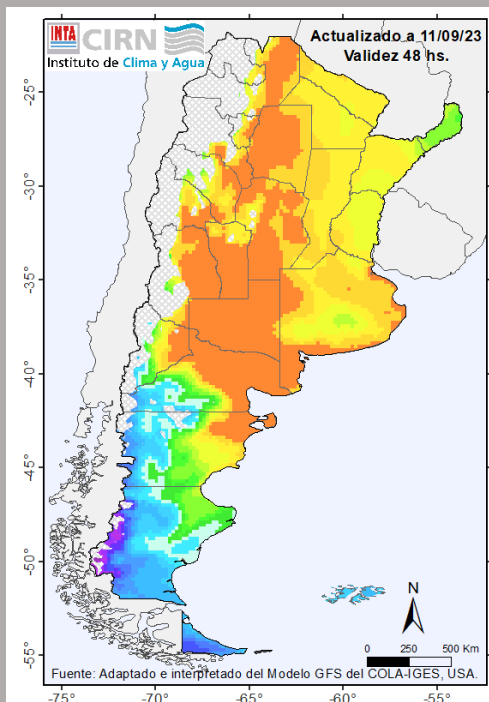 INTA CIRN
Instituto de Clima y Agua
Actualizado a 11/09/23
Validez 48 hs.
-25°
-30°
-35°
-40°
-45°
-50°
-55°
N
0 250 500 Km
Fuente: Adaptado e interpretado del Modelo GFS del COLA-IGES, USA.
-75° -70° -65° -60° -55°